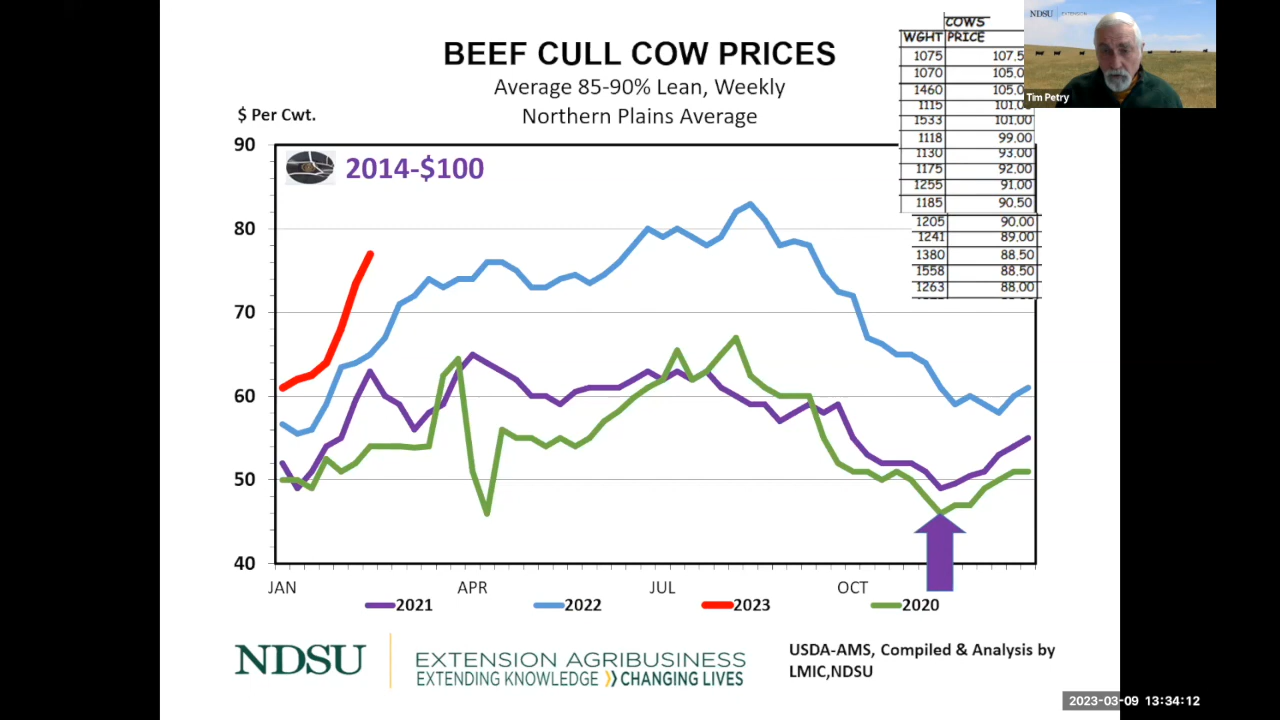 BEEF CULL COW PRICES
Average 85-90% Lean, Weekly
Northern Plains Average
$ Per Cwt.
2014-$100
90
80
70
60
50
40
JAN
APR
JUL
OCT
2021
2022
2023
2020
COWS
WGHT PRICE
1075 107.5
1070 105.0
1460 105.0
1115 101.0
1533 101.00
1118 99.00
1130 93.00
1175 92.00
1255 91.00
1185 90.50
1205 90.00
1241 89.00
1380 88.50
1558 88.50
1263 88.00
NDSU EXTENSION
Tim Petry
NDSU
EXTENSION AGRIBUSINESS
EXTENDING KNOWLEDGE CHANGING LIVES
USDA-AMS, Compiled & Analysis by
LMIC,NDSU
2023-03-09 13:34:12